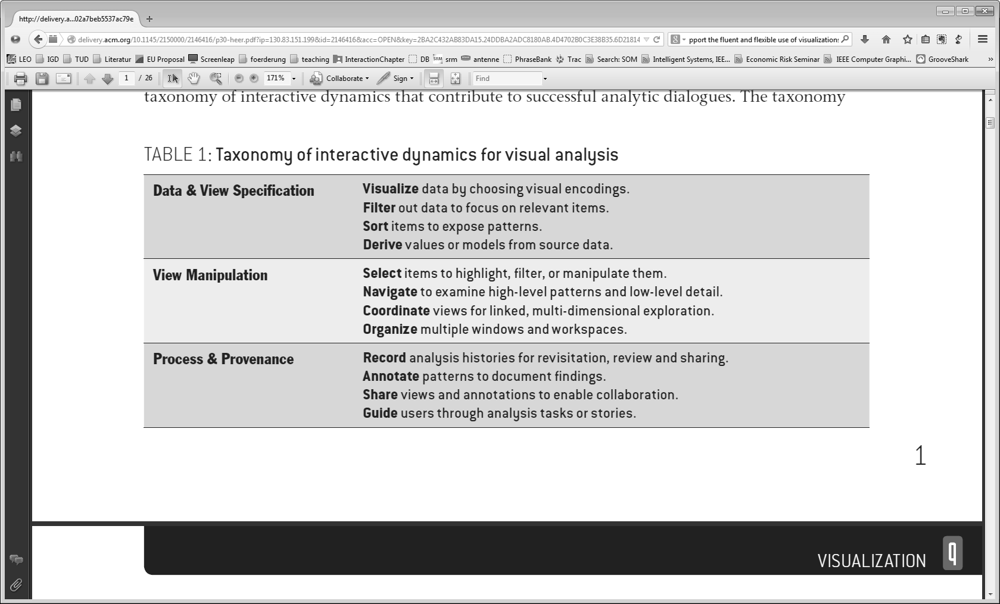 http://delivery.a...02a7beb5537ac79e
delivery.acm.org/10.1145/2150000/2146416/p30-heer.pdf?ip=130.83.151.199&id=2146416&acc=OPEN&key=2BA2C432AB83DA15.24DDBA2ADC8180AB.4D4702B0C3E38B35.6D21814
pport the fluent and flexible use of visualization:
LEO IGD TUD Literatur EU Proposal Screenleap foerderung teaching InteractionChapter DB SRM srm antenne PhraseBank Trac Search: SOM Intelligent Systems, IEE... Economic Risk Seminar IEEE Computer Graphi... GrooveShark »
1 / 26 171% Collaborate Sign Find
taxonomy of interactive dynamics that contribute to successful analytic dialogues. The taxonomy
TABLE 1: Taxonomy of interactive dynamics for visual analysis
Data & View Specification
Visualize data by choosing visual encodings.
Filter out data to focus on relevant items.
Sort items to expose patterns.
Derive values or models from source data.
View Manipulation
Select items to highlight, filter, or manipulate them.
Navigate to examine high-level patterns and low-level detail.
Coordinate views for linked, multi-dimensional exploration.
Organize multiple windows and workspaces.
Process & Provenance
Record analysis histories for revisitation, review and sharing.
Annotate patterns to document findings.
Share views and annotations to enable collaboration.
Guide users through analysis tasks or stories.
1
VISUALIZATION q